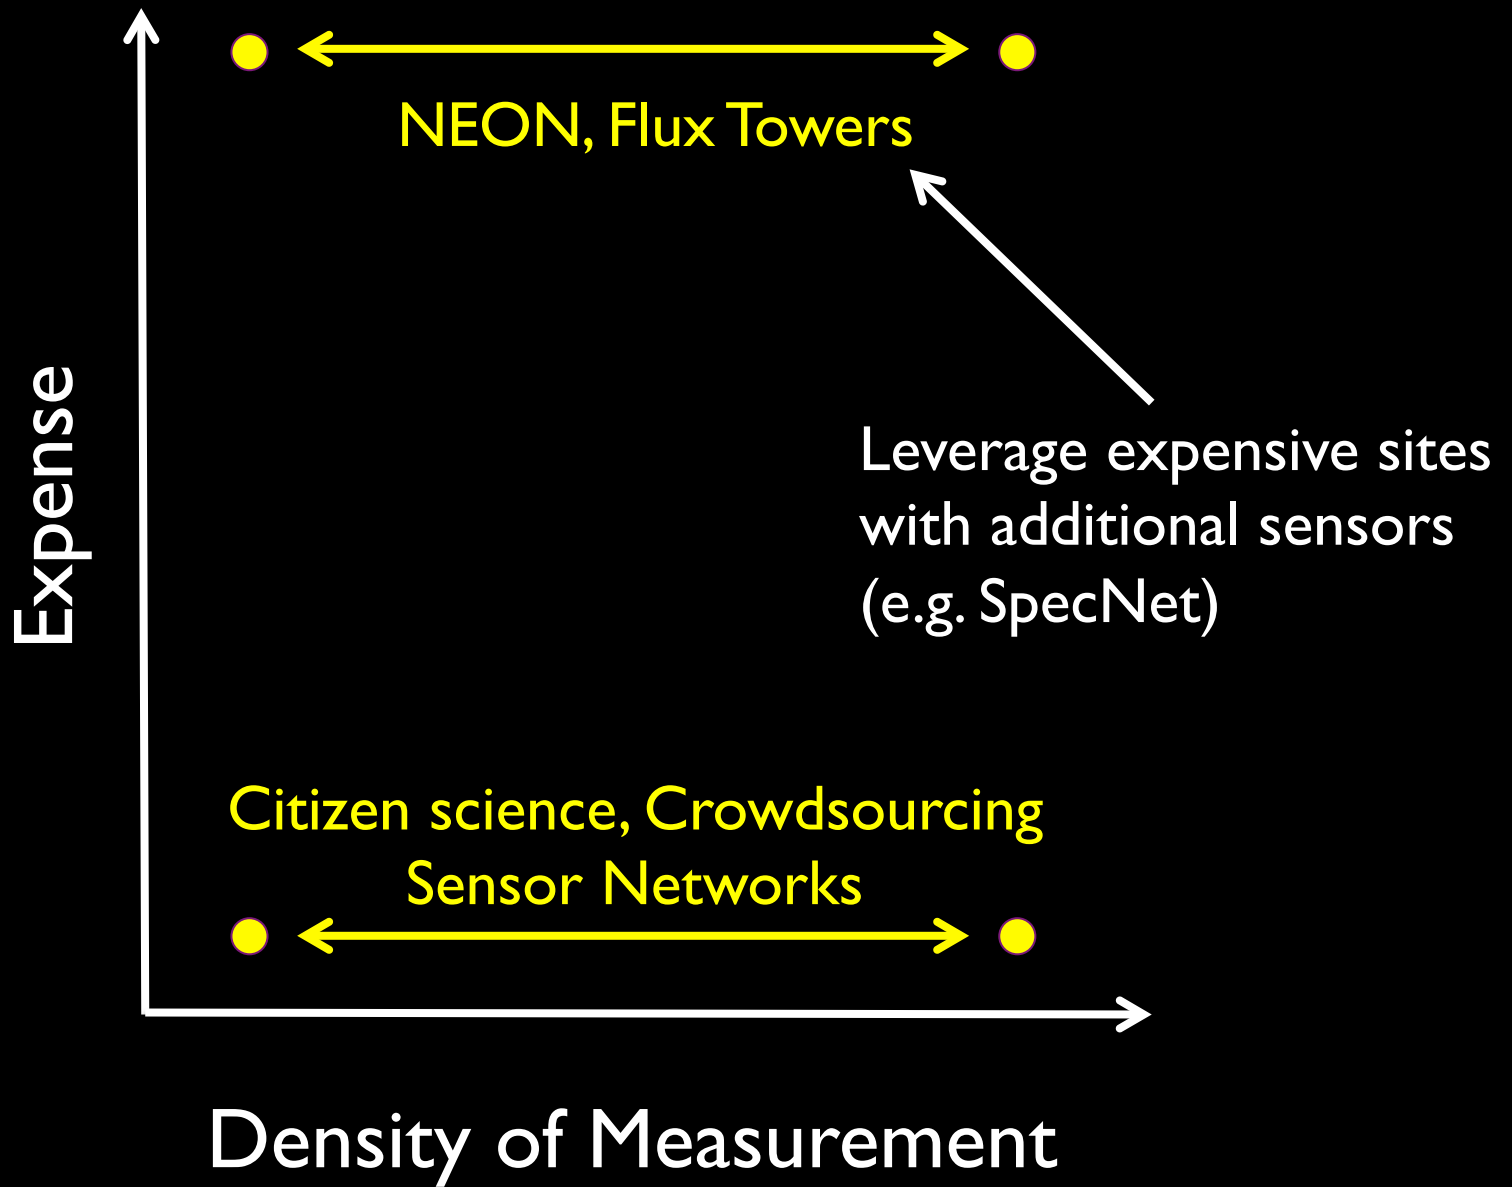 NEON, Flux Towers
Expense
Leverage expensive sites
with additional sensors
(e.g. SpecNet)
Citizen science, Crowdsourcing
Sensor Networks
Density of Measurement